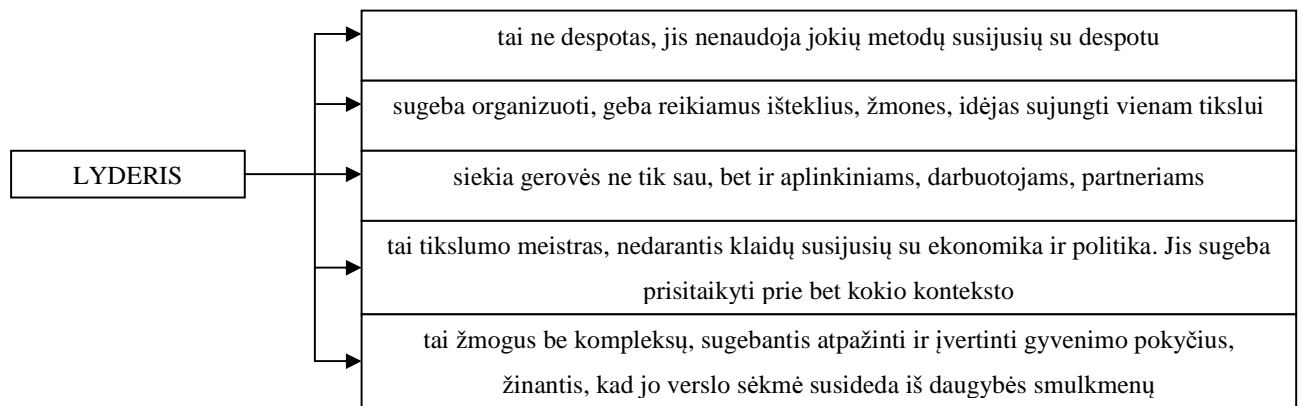 tai ne despotas, jis nenaudoja jokių metodų susijusių su despotu
sugeba organizuoti, geba reikiamus išteklius, žmones, idėjas sujungti vienam tikslui
LYDERIS
siekia gerovės ne tik sau, bet ir aplinkiniams, darbuotojams, partneriams
tai tikslumo meistras, nedarantis klaidų susijusių su ekonomika ir politika. Jis sugeba
prisitaikyti prie bet kokio konteksto
tai žmogus be kompleksų, sugebantis atpažinti ir įvertinti gyvenimo pokyčius,
žinantis, kad jo verslo sėkmė susideda iš daugybės smulkmenų